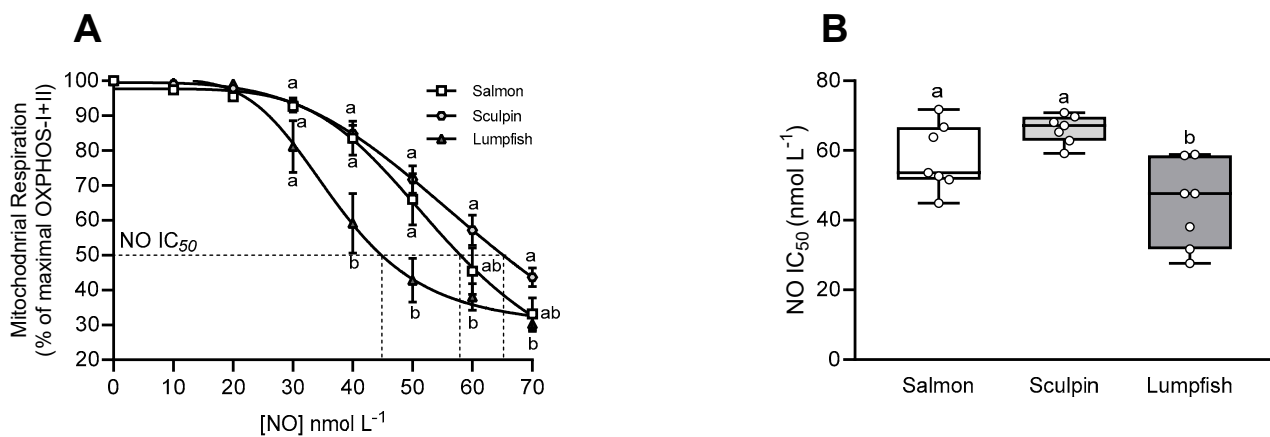 A
Mitochodnrial Respiration
(% of maximal OXPHOS-I+II)
100
90
80
70
60
50
40
30
20
0
10
20
30
40
50
60
70
[NO] nmol L-1
NO IC50
Salmon
Sculpin
Lumpfish
a
a
a
a
a
b
a
a
b
a
ab
b
a
ab
b
B
NO IC50 (nmol L-1)
80
60
40
20
0
a
a
b
Salmon
Sculpin
Lumpfish